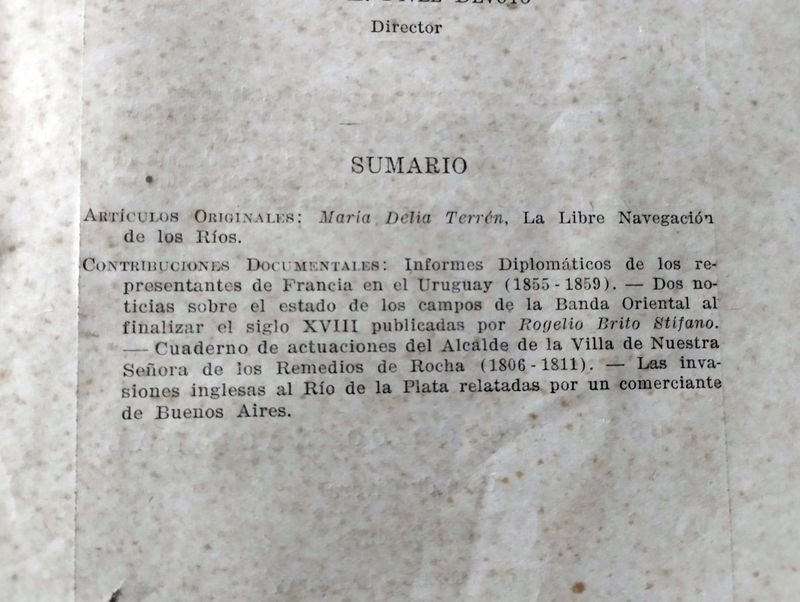 Director
SUMARIO
ARTÍCULOS ORIGINALES: María Delia Terrén, La Libre Navegación
de los Ríos.
CONTRIBUCIONES DOCUMENTALES: Informes Diplomáticos de los re-
presentantes de Francia en el Uruguay (1855-1859). — Dos no-
ticias sobre el estado de los campos de la Banda Oriental al
finalizar el siglo XVIII publicadas por Rogelio Brito Stífano.
— Cuaderno de actuaciones del Alcalde de la Villa de Nuestra
Señora de los Remedios de Rocha (1806-1811). — Las inva-
siones inglesas al Río de la Plata relatadas por un comerciante
de Buenos Aires.